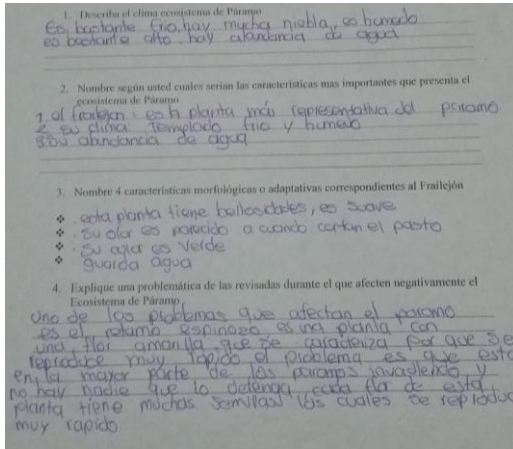 1. Describa el clima ecosistema de Páramo
Es bastante frio, hay mucha niebla, es humedo
es bastante alto. hay abandancia de agua
2. Nombre según usted cuales serian las características mas importantes que presenta el
ecosistema de Páramo
1 el frailejon: es la planta más representativa del paramo
2 su clima Templado frio y humedo
3 su abundancia de agua
3. Nombre 4 características morfológicas o adaptativas correspondientes al Frailejón
❖ . esta planta tiene bellosidades, es suave
❖ . su olor es parecido a cuando cortan el pasto
❖ . su color es verde
❖ . guarda agua
4. Explique una problemática de las revisadas durante el que afecten negativamente el
Ecosistema de Páramo
Uno de los problemas que afectan el paramo
es el retamo espinozo es una planta con
una flor amarilla que se caracteriza por que se
reproduce muy rapido el problema es que esta
en la mayor parte de los paramos invadiendo y
no hay nadie que lo detenga, cada flor de esta
planta tiene muchas semillas las cuales se reproduc
muy rapido